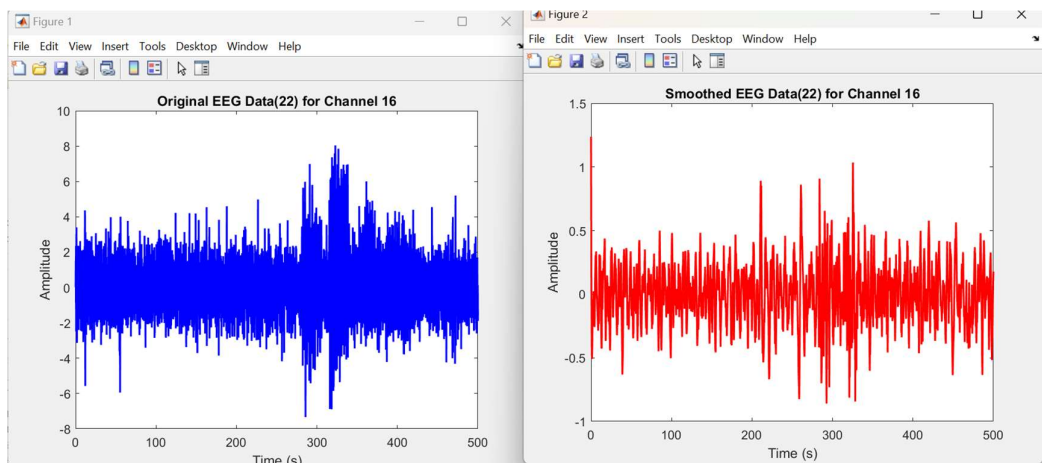 Figure 1
File Edit View Insert Tools Desktop Window Help
Original EEG Data(22) for Channel 16
10
8
6
4
2
0
-2
-4
-6
-8
Amplitude
0 100 200 300 400 500
Time (s)
Figure 2
File Edit View Insert Tools Desktop Window Help
Smoothed EEG Data(22) for Channel 16
1.5
1
0.5
0
-0.5
-1
Amplitude
0 100 200 300 400 500
Time (s)